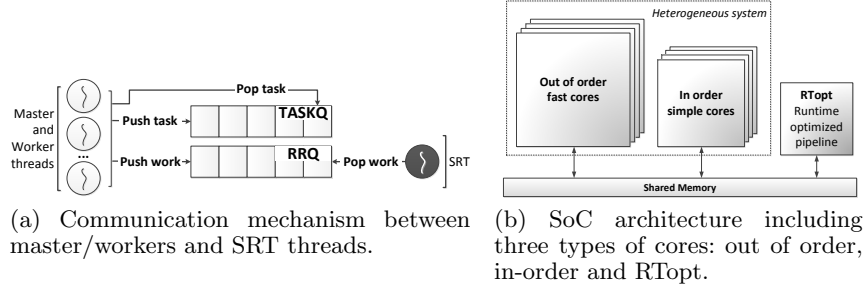 Master
and
Worker
threads
...
Pop task
Push task
TASKQ
Push work
RRQ
Pop work
SRT
(a) Communication mechanism between
master/workers and SRT threads.
Heterogeneous system
Out of order
fast cores
In order
simple cores
RTopt
Runtime
optimized
pipeline
Shared Memory
(b) SoC architecture including
three types of cores: out of order,
in-order and RTopt.